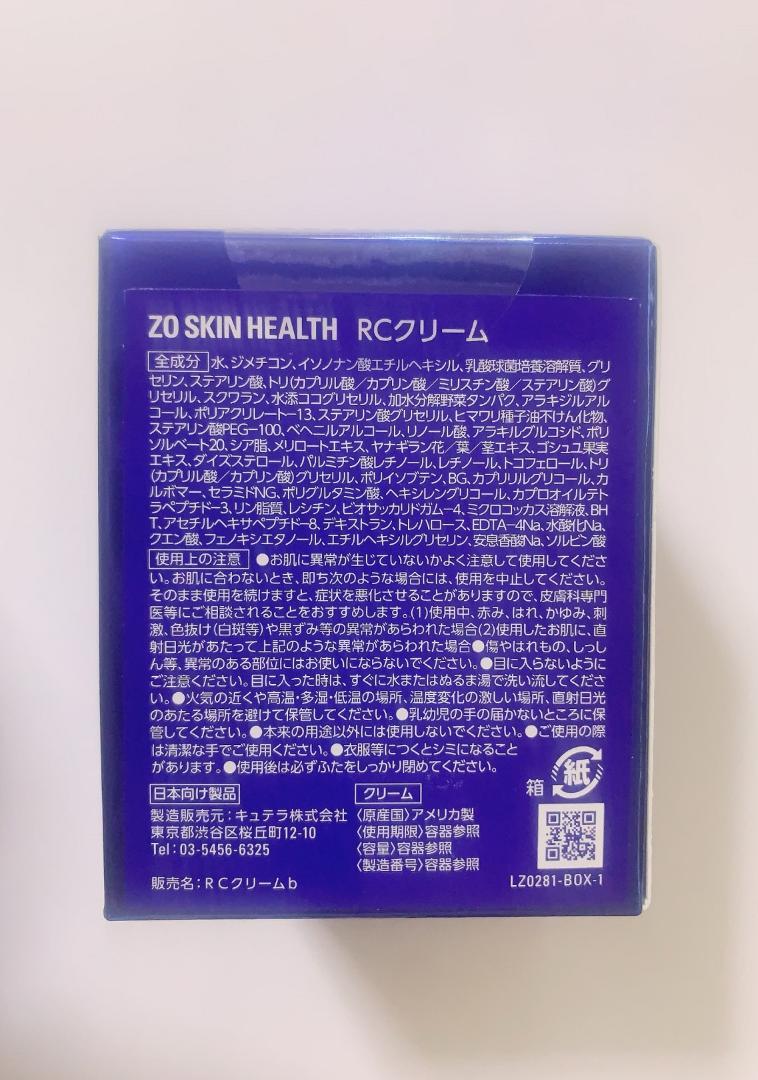 ZO SKIN HEALTH RCクリーム
全成分 水、ジメチコン、イソノナン酸エチルヘキシル、乳酸球菌培養溶解質、グリ
セリン、ステアリン酸、トリ(カプリル酸／カプリン酸／ミリスチン酸／ステアリン酸)グ
リセリル、スクワラン、水添ココグリセリル、加水分解野菜タンパク、アラキジルアル
コール、ポリアクリレート－13、ステアリン酸グリセリル、ヒマワリ種子油不けん化物、
ステアリン酸PEG－100、ベヘニルアルコール、リノール酸、アラキルグルコシド、ポリ
ソルベート20、シア脂、メリロートエキス、ヤナギラン花／葉／茎エキス、ゴシュユ果実
エキス、ダイズステロール、パルミチン酸レチノール、レチノール、トコフェロール、トリ
(カプリル酸／カプリン酸)グリセリル、ポリイソブテン、BG、カプリリルグリコール、カ
ルボマー、セラミドNG、ポリグルタミン酸、ヘキシレングリコール、カプロオイルテト
ラペプチド－3、リン脂質、レシチン、ビオサッカリドガム－4、ミクロコッカス溶解液、BH
T、アセチルヘキサペプチド－8、デキストラン、トレハロース、EDTA－4Na、水酸化Na、
クエン酸、フェノキシエタノール、エチルヘキシルグリセリン、安息香酸Na、ソルビン酸
使用上の注意 ●お肌に異常が生じていないかよく注意して使用してくださ
い。お肌に合わないとき、即ち次のような場合には、使用を中止してください。
そのまま使用を続けますと、症状を悪化させることがありますので、皮膚科専門
医等にご相談されることをおすすめします。(1)使用中、赤み、はれ、かゆみ、刺
激、色抜け(白斑等)や黒ずみ等の異常があらわれた場合(2)使用したお肌に、直
射日光があたって上記のような異常があらわれた場合●傷やはれもの、しっし
ん等、異常のある部位にはお使いにならないでください。●目に入らないように
ご注意ください。目に入った時は、すぐに水またはぬるま湯で洗い流してくださ
い。●火気の近くや高温・多湿・低温の場所、温度変化の激しい場所、直射日光
のあたる場所を避けて保管してください。●乳幼児の手の届かないところに保
管してください。●本来の用途以外には使用しないでください。●ご使用の際
は清潔な手でご使用ください。●衣服等につくとシミになること
があります。●使用後は必ずふたをしっかり閉めてください。
箱 紙
日本向け製品
製造販売元：キュテラ株式会社
東京都渋谷区桜丘町12-10
Tel：03-5456-6325
販売名：RCクリームb
クリーム
〈原産国〉アメリカ製
〈使用期限〉容器参照
〈容量〉容器参照
〈製造番号〉容器参照
LZ0281-BOX-1